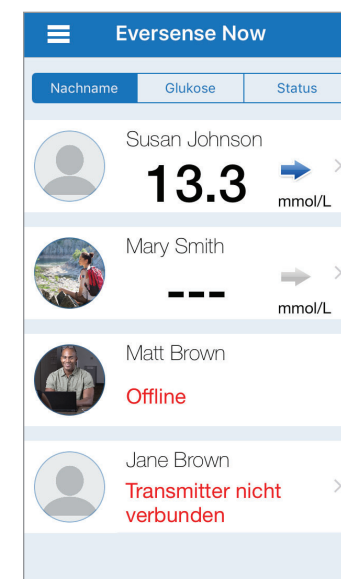 Eversense Now
Nachname Glukose Status
Susan Johnson
13.3
mmol/L
Mary Smith
---
mmol/L
Matt Brown
Offline
Jane Brown
Transmitter nicht
verbunden